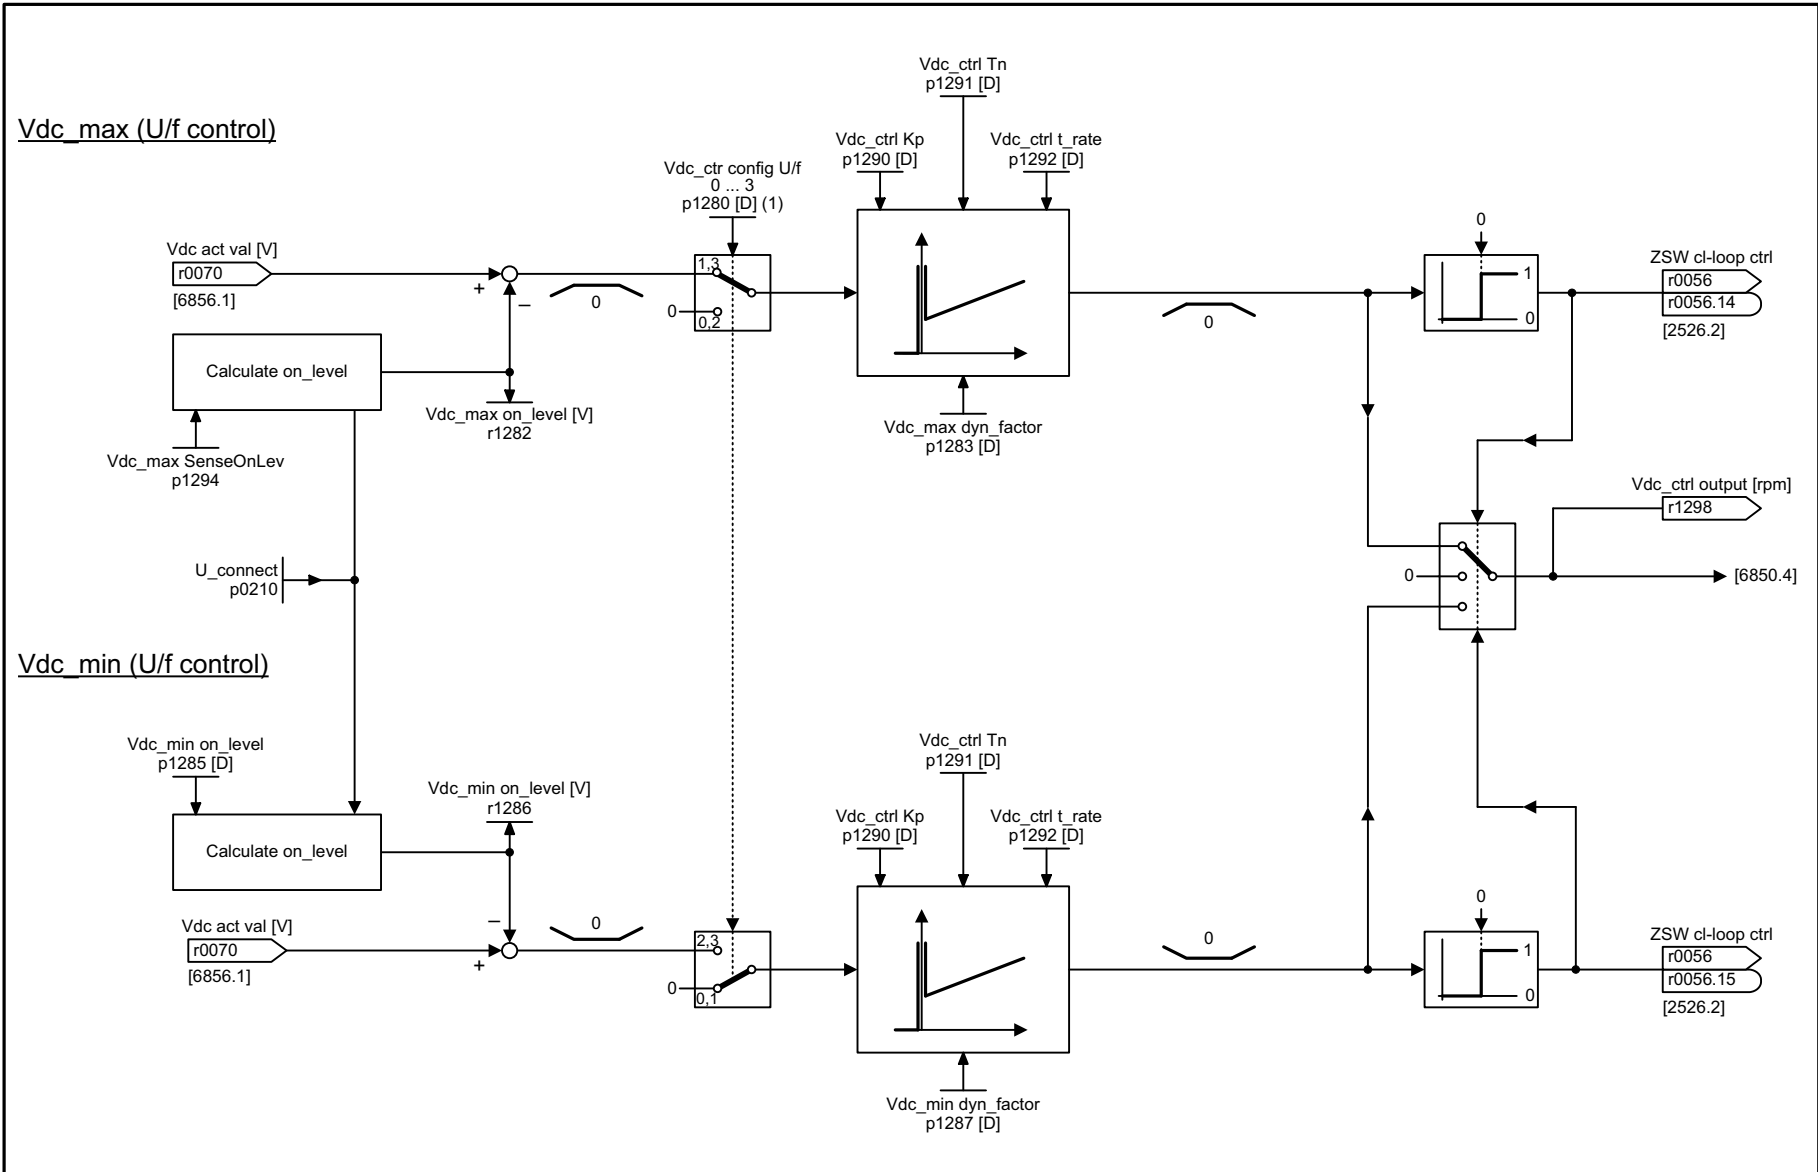 Vdc_ctrl Tn
p1291 [D]
Vdc_max (U/f control)
Vdc_ctrl Kp
p1290 [D]
Vdc_ctrl t_rate
p1292 [D]
Vdc_ctr config U/f
0 ... 3
p1280 [D] (1)
Vdc act val [V]
r0070
[6856.1]
+
–
0
1,3
0
0,2
0
0
1
0
ZSW cl-loop ctrl
r0056
r0056.14
[2526.2]
Calculate on_level
Vdc_max on_level [V]
r1282
Vdc_max dyn_factor
p1283 [D]
Vdc_max SenseOnLev
p1294
Vdc_ctrl output [rpm]
r1298
U_connect
p0210
0
[6850.4]
Vdc_min (U/f control)
Vdc_min on_level
p1285 [D]
Vdc_min on_level [V]
r1286
Vdc_ctrl Tn
p1291 [D]
Vdc_ctrl Kp
p1290 [D]
Vdc_ctrl t_rate
p1292 [D]
Calculate on_level
Vdc act val [V]
r0070
[6856.1]
–
+
0
2,3
0
0,1
0
0
1
0
ZSW cl-loop ctrl
r0056
r0056.15
[2526.2]
Vdc_min dyn_factor
p1287 [D]